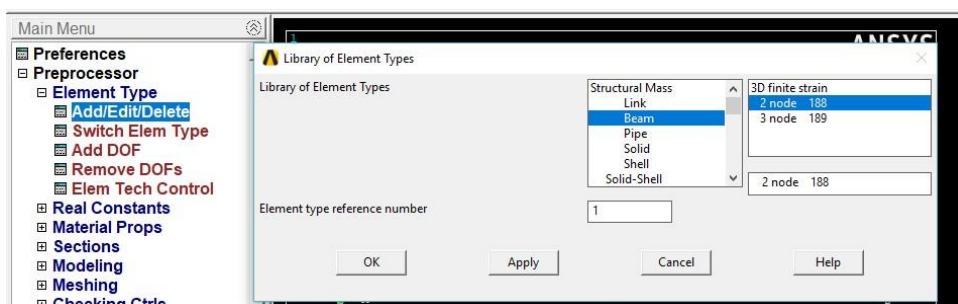 Main Menu
Preferences
Preprocessor
Element Type
Add/Edit/Delete
Switch Elem Type
Add DOF
Remove DOFs
Elem Tech Control
Real Constants
Material Props
Sections
Modeling
Meshing
Checking Ctrls
1
ANSYS
Library of Element Types
Library of Element Types
Structural Mass
Link
Beam
Pipe
Solid
Shell
Solid-Shell
3D finite strain
2 node 188
3 node 189
2 node 188
Element type reference number
1
OK
Apply
Cancel
Help